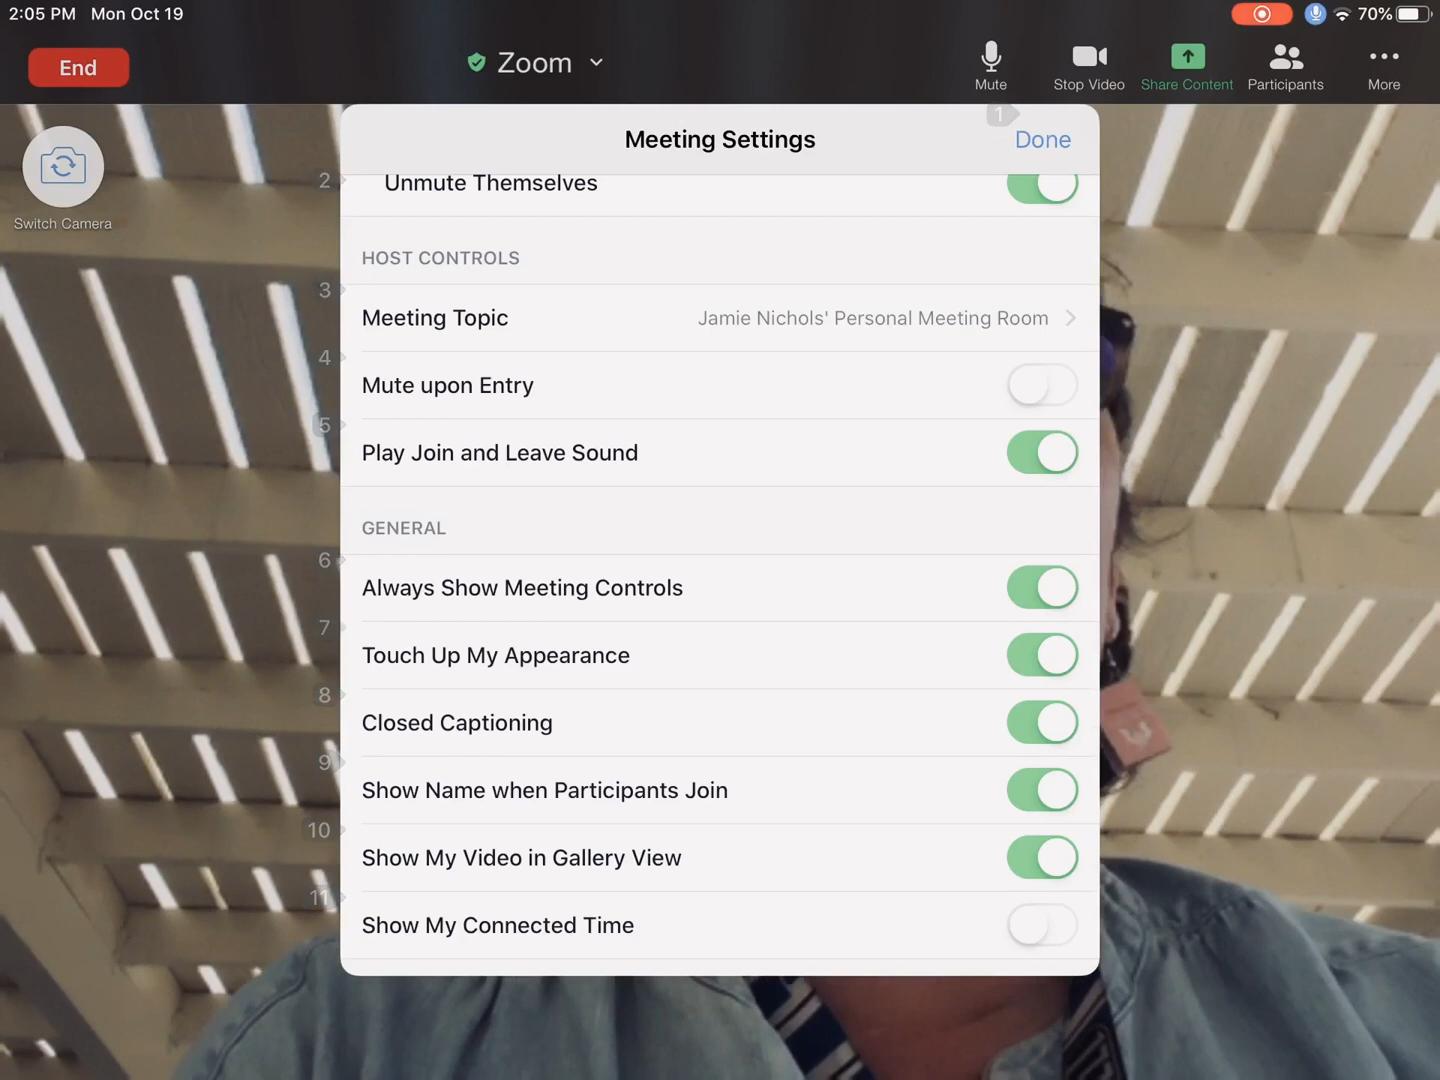 2:05 PM Mon Oct 19
70%
End
Zoom
Mute
Stop Video
Share Content
Participants
More
Switch Camera
1
Meeting Settings
Done
2
Unmute Themselves
HOST CONTROLS
3
Meeting Topic
Jamie Nichols' Personal Meeting Room
4
Mute upon Entry
5
Play Join and Leave Sound
GENERAL
6
Always Show Meeting Controls
7
Touch Up My Appearance
8
Closed Captioning
9
Show Name when Participants Join
10
Show My Video in Gallery View
11
Show My Connected Time